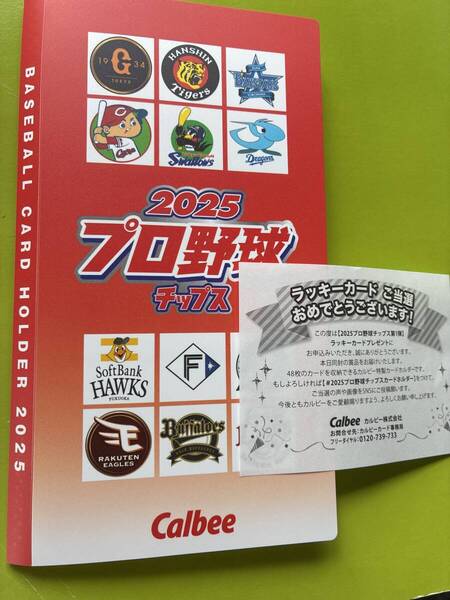 BASEBALL CARD HOLDER 2025
1934
G
TOKYO
HANSHIN
Tigers
Carp
Swallows
Dragons
2025
プロ野球
チップス
SoftBank
HAWKS
FUKUOKA
F
RAKUTEN
EAGLES
Buffaloes
Calbee
ラッキーカード ご当選
おめでとうございます!
この度は【2025プロ野球チップス第1弾】
ラッキーカードプレゼントに
お申込みいただき、誠にありがとうございます。
本日同封の賞品をお届けいたします。
48枚のカードを収納できるカルビー特製カードホルダーです。
もしよろしければ【#2025プロ野球チップスカードホルダー】をつけて、
ご当選の声や画像をSNSにご投稿願います。
今後ともカルビーをご愛顧賜りますよう、よろしくお願い申し上げます。
Calbee カルビー株式会社
お問合せ先:カルビーカード事務局
フリーダイヤル:0120-739-733